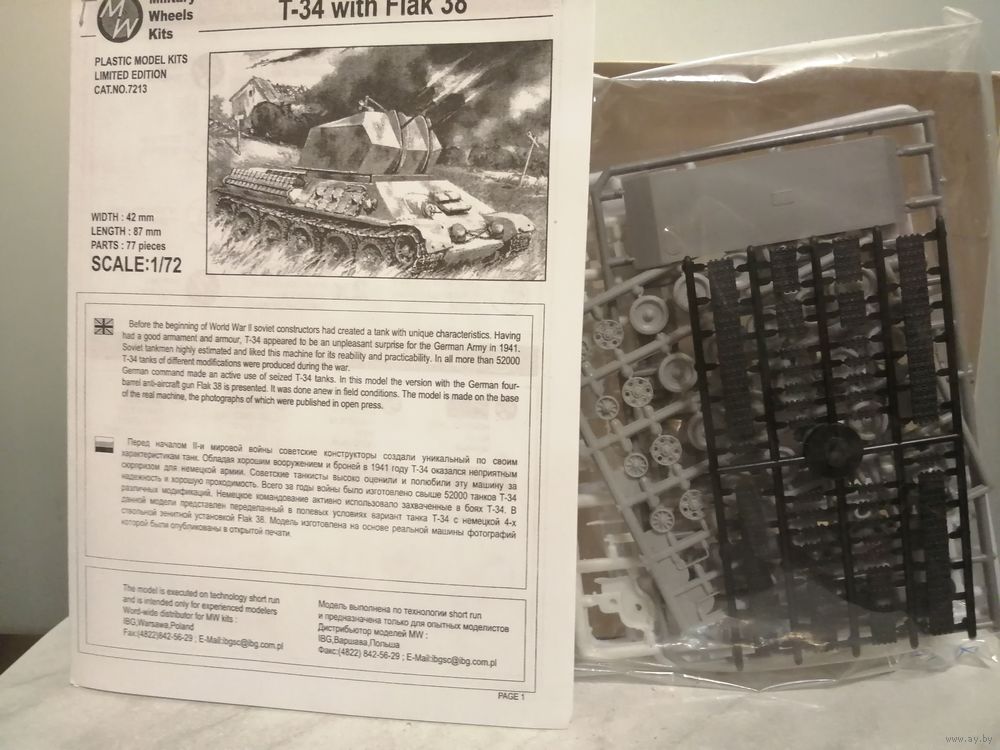 MW
Military
Wheels
Kits
T-34 with Flak 38
PLASTIC MODEL KITS
LIMITED EDITION
CAT.NO.7213
WIDTH : 42 mm
LENGTH : 87 mm
PARTS : 77 pieces
SCALE:1/72
Before the beginning of World War II soviet constructors had created a tank with unique characteristics. Having
had a good armament and armour, T-34 appeared to be an unpleasant surprise for the German Army in 1941.
Soviet tankmen highly estimated and liked this machine for its reability and practicability. In all more than 52000
T-34 tanks of different modifications were produced during the war.
German command made an active use of seized T-34 tanks. In this model the version with the German four-
barrel anti-aircraft gun Flak 38 is presented. It was done anew in field conditions. The model is made on the base
of the real machine, the photographs of which were published in open press.
Перед началом II-и мировой войны советские конструкторы создали уникальный по своим
характеристикам танк. Обладая хорошим вооружением и броней в 1941 году Т-34 оказался неприятным
сюрпризом для немецкой армии. Советские танкисты высоко оценили и полюбили эту машину за
надежность и хорошую проходимость. Всего за годы войны было изготовлено свыше 52000 танков Т-34
различных модификаций. Немецкое командование активно использовало захваченные в боях Т-34. В
данной модели представлен переделанный в полевых условиях вариант танка Т-34 с немецкой 4-х
ствольной зенитной установкой Flak 38. Модель изготовлена на основе реальной машины фотографий
которой были опубликованы в открытой печати.
The model is executed on technology short run
and is intended only for experienced modelers
Word-wide distributor for MW kits :
IBG,Warsawa,Poland
Fax:(4822)842-56-29 ; E-Mail:ibgsc@ibg.com.pl
Модель выполнена по технологии short run
и предназначена только для опытных моделистов
Дистрибьютор моделей MW :
IBG,Варшава,Польша
Факс:(4822) 842-56-29 ; E-Mail:ibgsc@ibg.com.pl
PAGE 1
www.ay.by